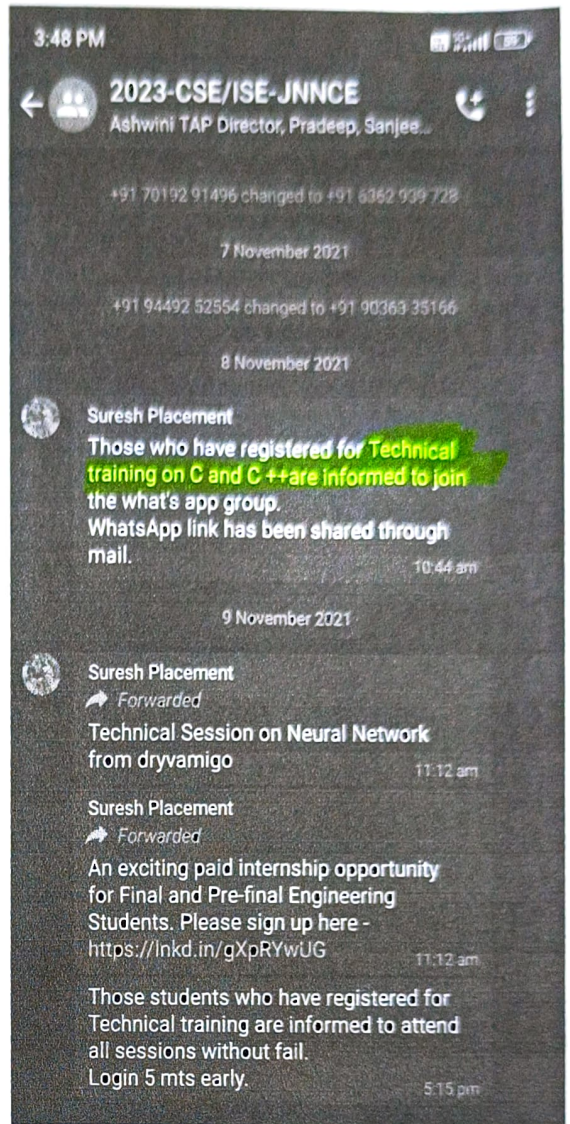 3:48 PM
2023-CSE/ISE-JNNCE
Ashwini TAP Director, Pradeep, Sanjee...
+91 70192 91496 changed to +91 6362 939 728
7 November 2021
+91 94492 52554 changed to +91 90363 35166
8 November 2021
Suresh Placement
Those who have registered for Technical
training on C and C ++are informed to join
the what's app group.
WhatsApp link has been shared through
mail.
10:44 am
9 November 2021
Suresh Placement
Forwarded
Technical Session on Neural Network
from dryvamigo
11:12 am
Suresh Placement
Forwarded
An exciting paid internship opportunity
for Final and Pre-final Engineering
Students. Please sign up here -
https://lnkd.in/gXpRYwUG
11:12 am
Those students who have registered for
Technical training are informed to attend
all sessions without fail.
Login 5 mts early.
5:15 pm